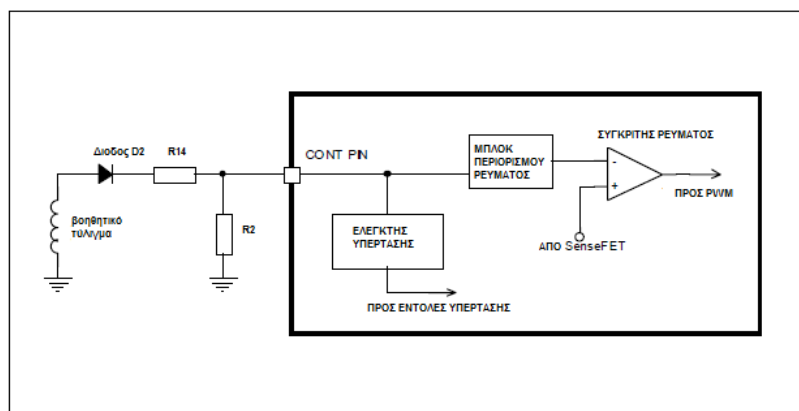 Διοδος D2
R14
CONT PIN
ΜΠΛΟΚ
ΠΕΡΙΟΡΙΣΜΟΥ
ΡΕΥΜΑΤΟΣ
ΣΥΓΚΡΙΤΗΣ ΡΕΥΜΑΤΟΣ
-
+
ΠΡΟΣ PWM
βοηθητικό
τύλιγμα
R2
ΕΛΕΓΚΤΗΣ
ΥΠΕΡΤΑΣΗΣ
ΑΠΟ SenseFET
ΠΡΟΣ ΕΝΤΟΛΕΣ ΥΠΕΡΤΑΣΗΣ